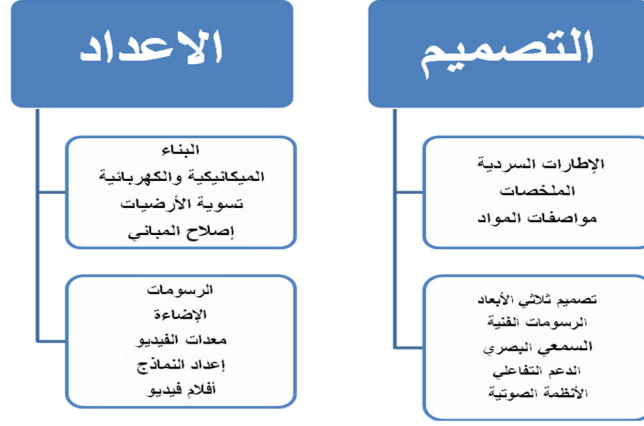 التصميم
الإطارات السردية
الملخصات
مواصفات المواد
تصميم ثلاثي الأبعاد
الرسومات الفنية
السمعي البصري
الدعم التفاعلي
الأنظمة الصوتية
الاعداد
البناء
الميكانيكية والكهربائية
تسوية الأرضيات
إصلاح المباني
الرسومات
الإضاءة
معدات الفيديو
إعداد النماذج
أفلام فيديو